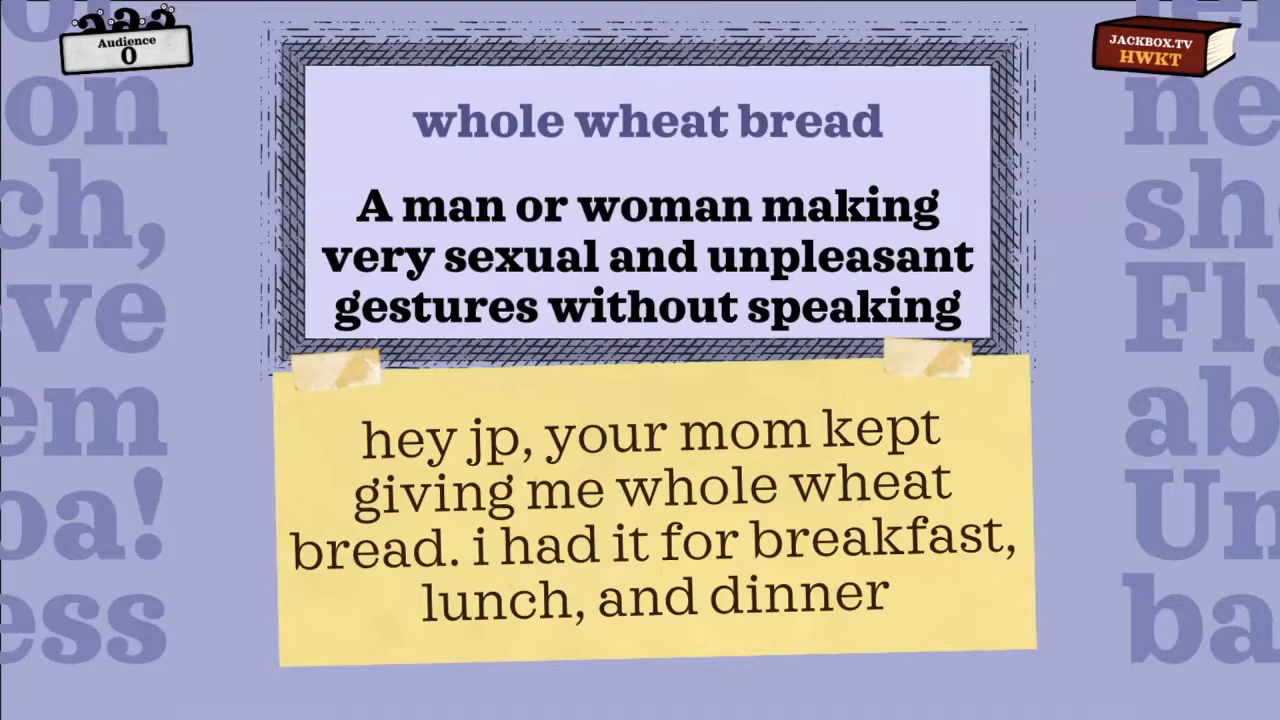 Audience
0
JACKBOX.TV
HWKT
whole wheat bread
A man or woman making
very sexual and unpleasant
gestures without speaking
hey jp, your mom kept
giving me whole wheat
bread. i had it for breakfast,
lunch, and dinner